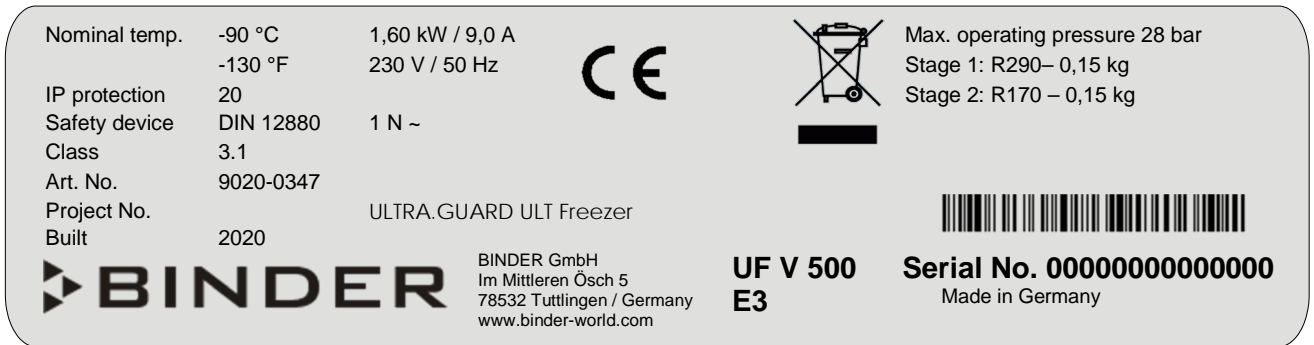 Nominal temp. -90 °C 1,60 kW / 9,0 A
-130 °F 230 V / 50 Hz
IP protection 20
Safety device DIN 12880 1 N ~
Class 3.1
Art. No. 9020-0347
Project No. ULTRA.GUARD ULT Freezer
Built 2020
CE
Max. operating pressure 28 bar
Stage 1: R290– 0,15 kg
Stage 2: R170 – 0,15 kg
BINDER
BINDER GmbH
Im Mittleren Ösch 5
78532 Tuttlingen / Germany
www.binder-world.com
UF V 500
E3
Serial No. 00000000000000
Made in Germany